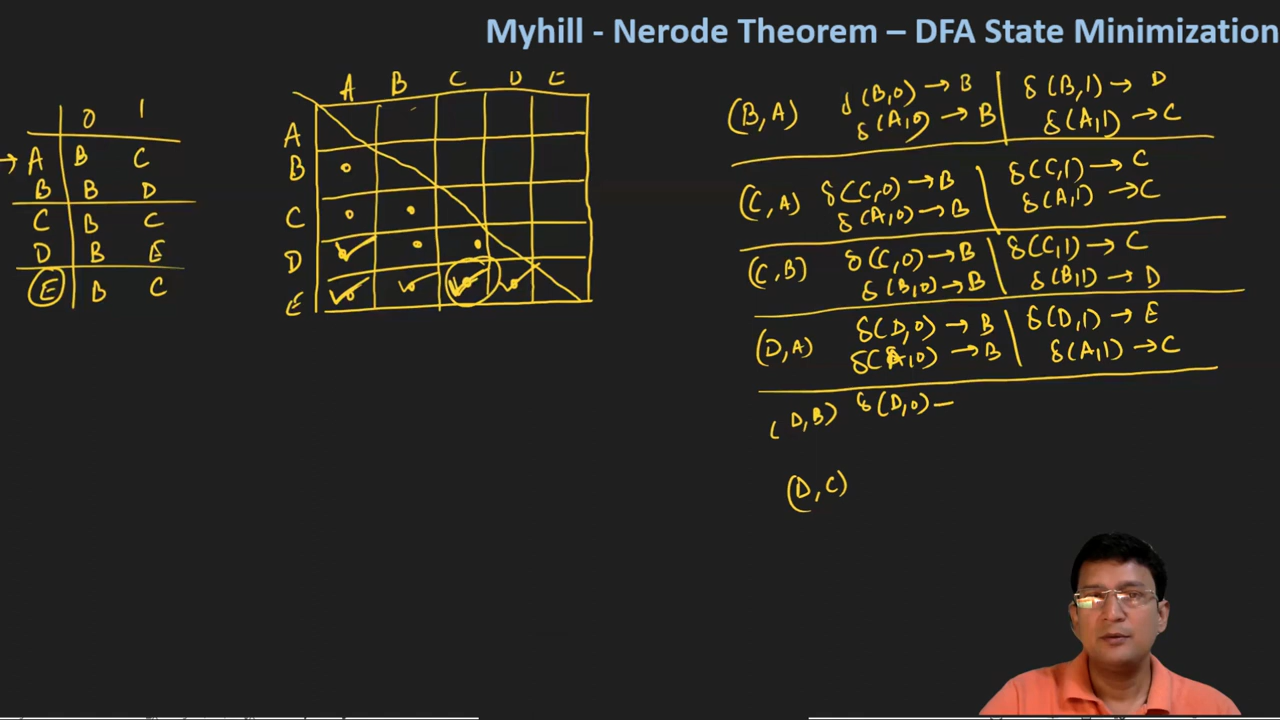 Myhill - Nerode Theorem – DFA State Minimization
0 1
→ A B C
B B D
C B C
D B E
E B C
A B C D E
A
B
C
D ✓
E ✓ ✓ ✓ ✓
(B, A) δ(B,0) → B | δ(B,1) → D
δ(A,0) → B δ(A,1) → C
(C, A) δ(C,0) → B | δ(C,1) → C
δ(A,0) → B δ(A,1) → C
(C, B) δ(C,0) → B | δ(C,1) → C
δ(B,0) → B δ(B,1) → D
(D, A) δ(D,0) → B | δ(D,1) → E
δ(A,0) → B δ(A,1) → C
(D, B) δ(D,0) –
(D, C)